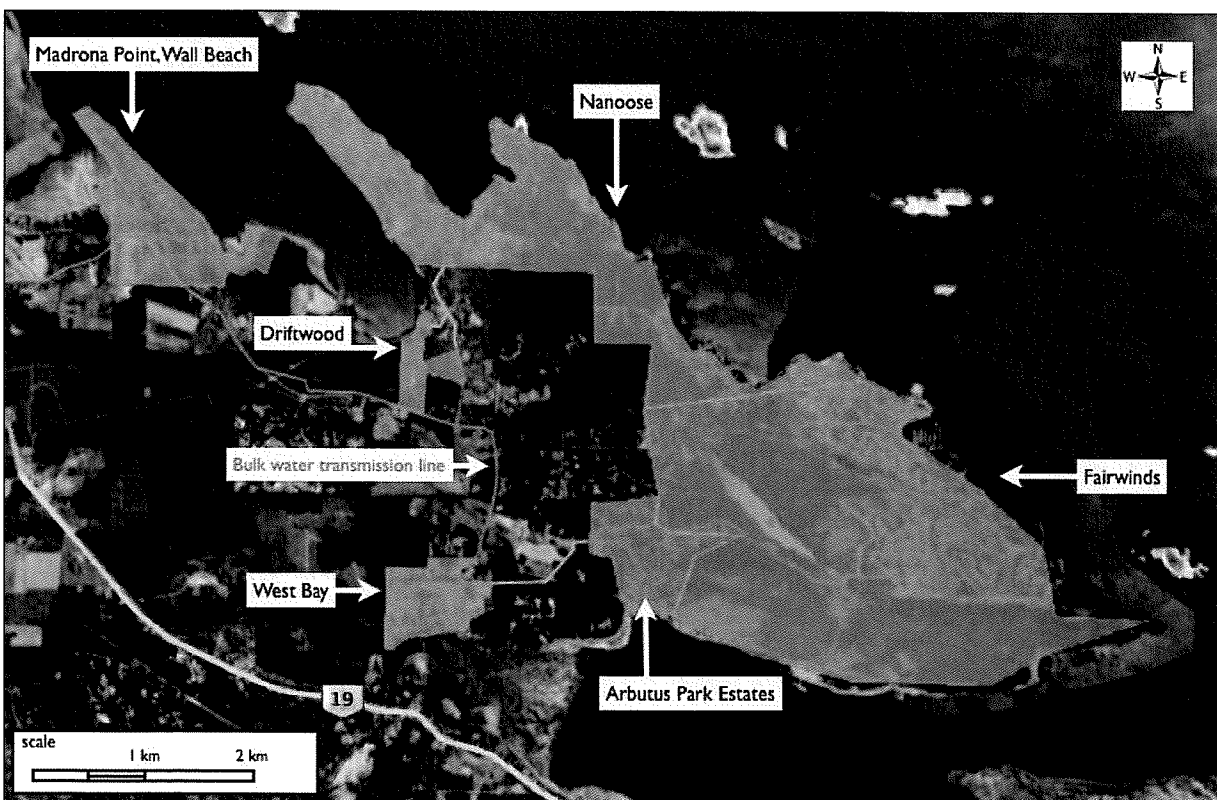 Madrona Point, Wall Beach
Nanoose
N
W E
S
Driftwood
Bulk water transmission line
Fairwinds
West Bay
Arbutus Park Estates
19
scale
1 km 2 km